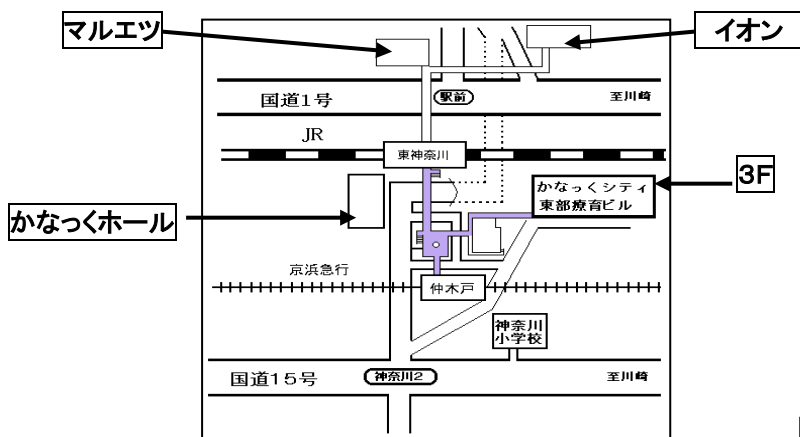 マルエツ
イオン
国道1号
駅前
至川崎
JR
東神奈川
3F
かなっくシティ
東部療育ビル
かなっくホール
京浜急行
仲木戸
神奈川
小学校
国道15号
神奈川2
至川崎